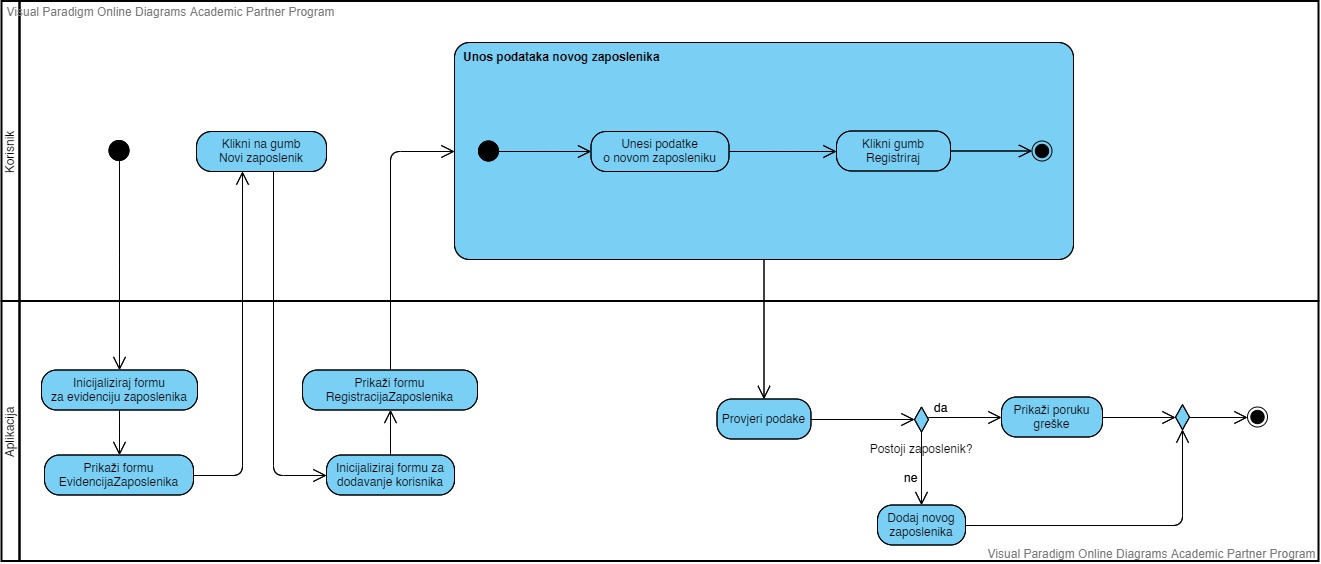 Visual Paradigm Online Diagrams Academic Partner Program
Korisnik
Unos podataka novog zaposlenika
Klikni na gumb
Novi zaposlenik
Unesi podatke
o novom zaposleniku
Klikni gumb
Registriraj
Aplikacija
Inicijaliziraj formu
za evidenciju zaposlenika
Prikaži formu
EvidencijaZaposlenika
Prikaži formu
RegistracijaZaposlenika
Inicijaliziraj formu za
dodavanje korisnika
Provjeri podake
da
Postoji zaposlenik?
ne
Prikaži poruku
greške
Dodaj novog
zaposlenika
Visual Paradigm Online Diagrams Academic Partner Program